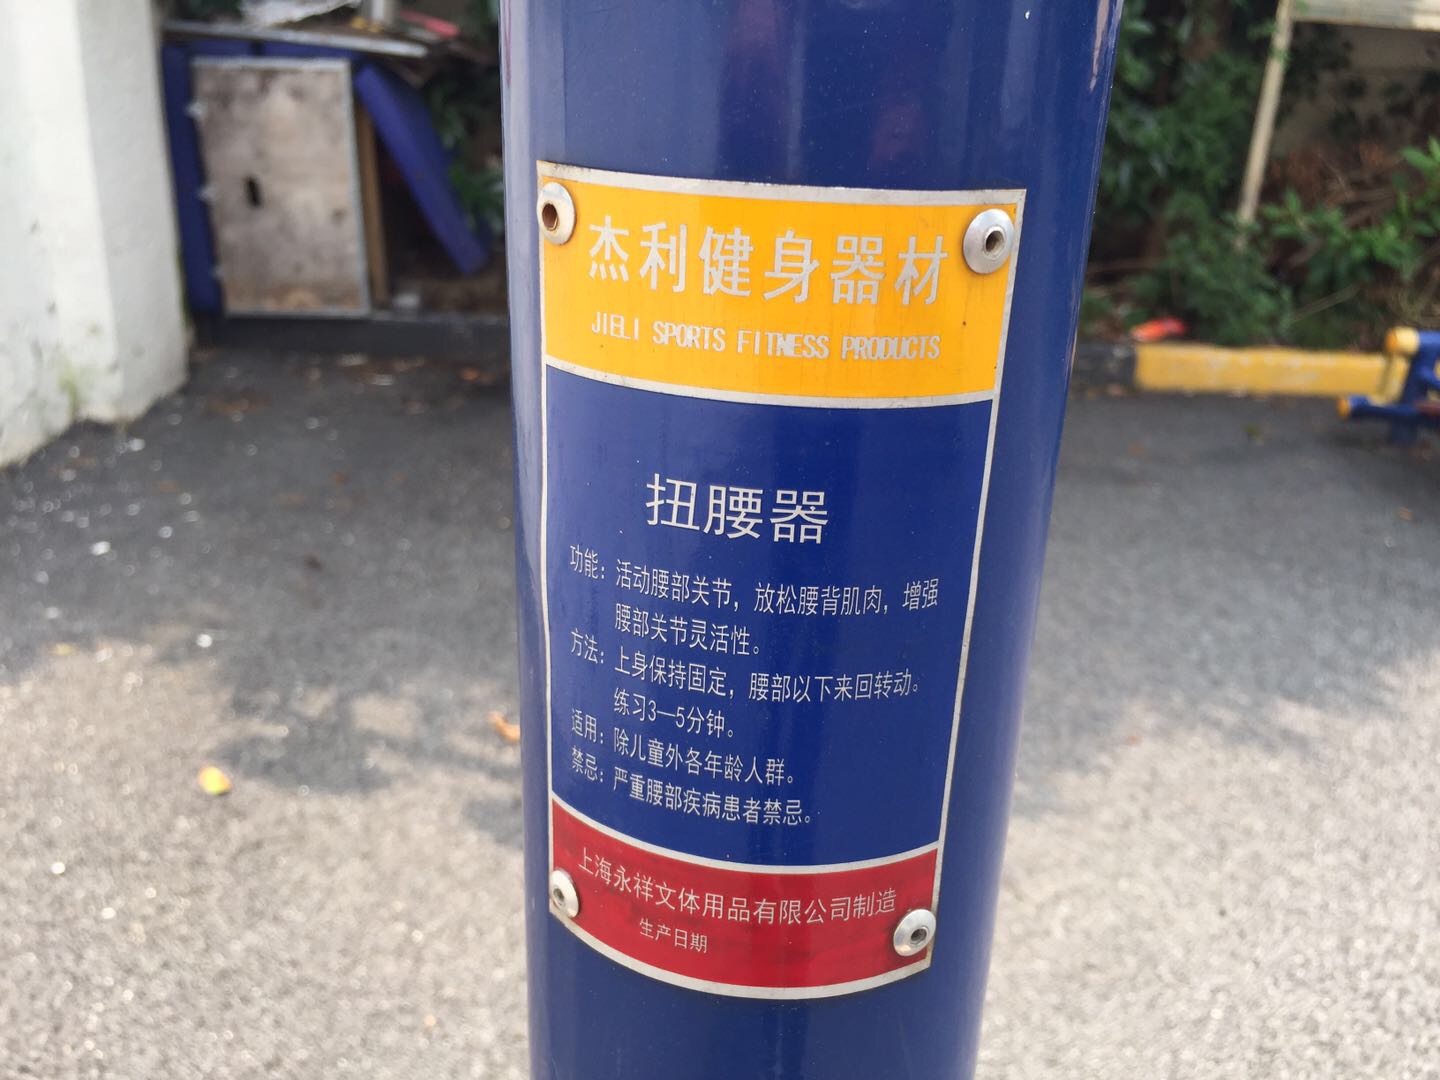 杰利健身器材
JIELI SPORTS FITNESS PRODUCTS
扭腰器
功能：活动腰部关节，放松腰背肌肉，增强
腰部关节灵活性。
方法：上身保持固定，腰部以下来回转动。
练习3—5分钟。
适用：除儿童外各年龄人群。
禁忌：严重腰部疾病患者禁忌。
上海永祥文体用品有限公司制造
生产日期